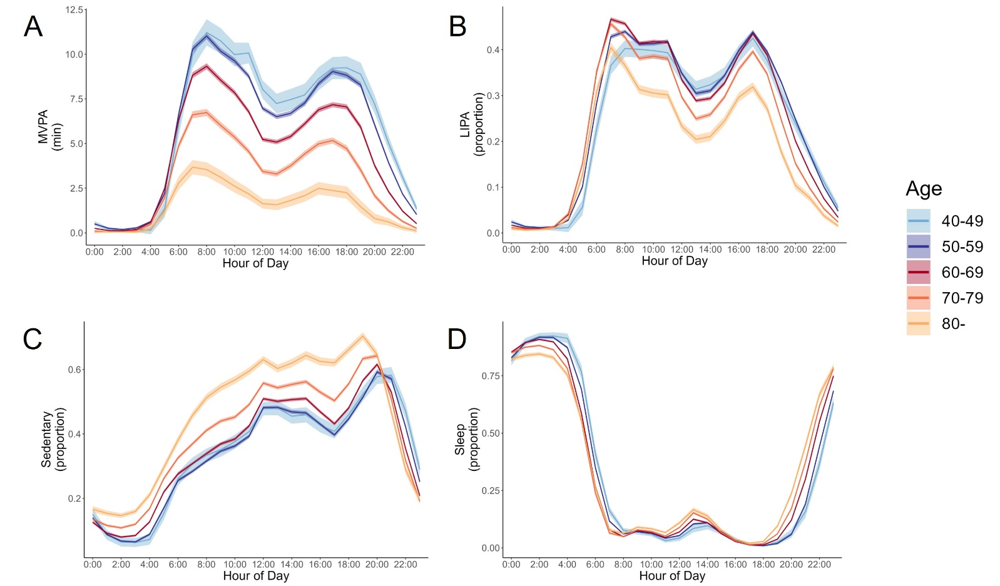 A
12.5
10.0
7.5
5.0
2.5
0.0
MVPA
(min)
0:00 2:00 4:00 6:00 8:00 10:00 12:00 14:00 16:00 18:00 20:00 22:00
Hour of Day
B
0.4
0.3
0.2
0.1
0.0
LIPA
(proportion)
0:00 2:00 4:00 6:00 8:00 10:00 12:00 14:00 16:00 18:00 20:00 22:00
Hour of Day
Age
40-49
50-59
60-69
70-79
80-
C
0.6
0.4
0.2
Sedentary
(proportion)
0:00 2:00 4:00 6:00 8:00 10:00 12:00 14:00 16:00 18:00 20:00 22:00
Hour of Day
D
0.75
0.50
0.25
0.00
Sleep
(proportion)
0:00 2:00 4:00 6:00 8:00 10:00 12:00 14:00 16:00 18:00 20:00 22:00
Hour of Day